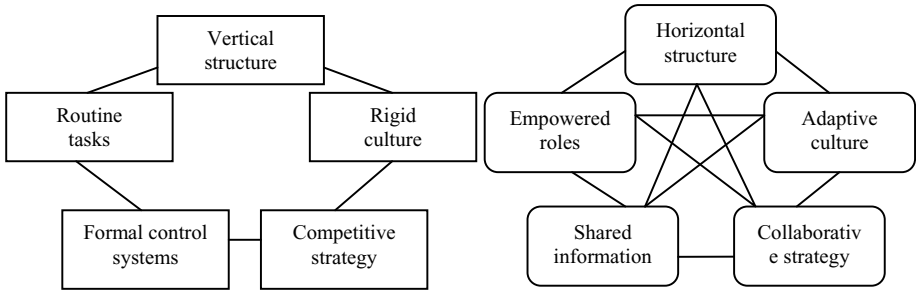 Vertical
structure
Routine
tasks
Rigid
culture
Formal control
systems
Competitive
strategy
Horizontal
structure
Empowered
roles
Adaptive
culture
Shared
information
Collaborativ
e strategy